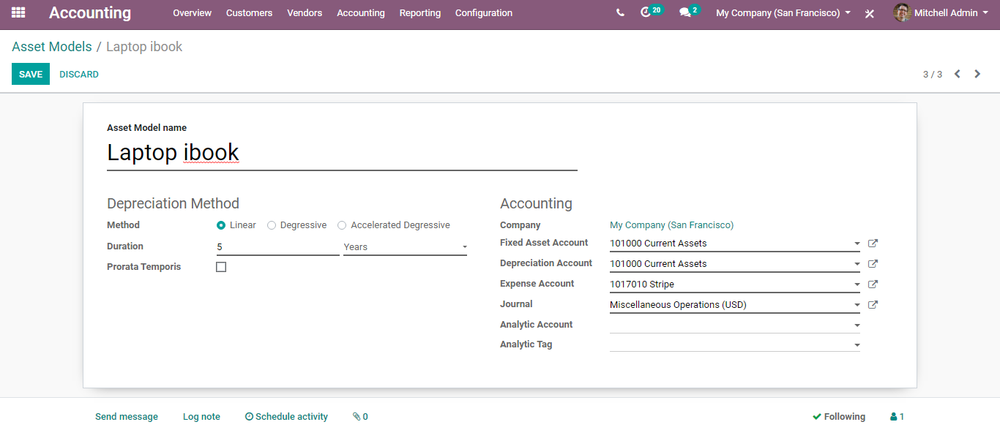 Accounting Overview Customers Vendors Accounting Reporting Configuration 20 2 My Company (San Francisco) Mitchell Admin
Asset Models / Laptop ibook
SAVE DISCARD 3 / 3
Asset Model name
Laptop ibook
Depreciation Method
Method Linear Degressive Accelerated Degressive
Duration 5 Years
Prorata Temporis
Accounting
Company My Company (San Francisco)
Fixed Asset Account 101000 Current Assets
Depreciation Account 101000 Current Assets
Expense Account 1017010 Stripe
Journal Miscellaneous Operations (USD)
Analytic Account
Analytic Tag
Send message Log note Schedule activity 0 Following 1